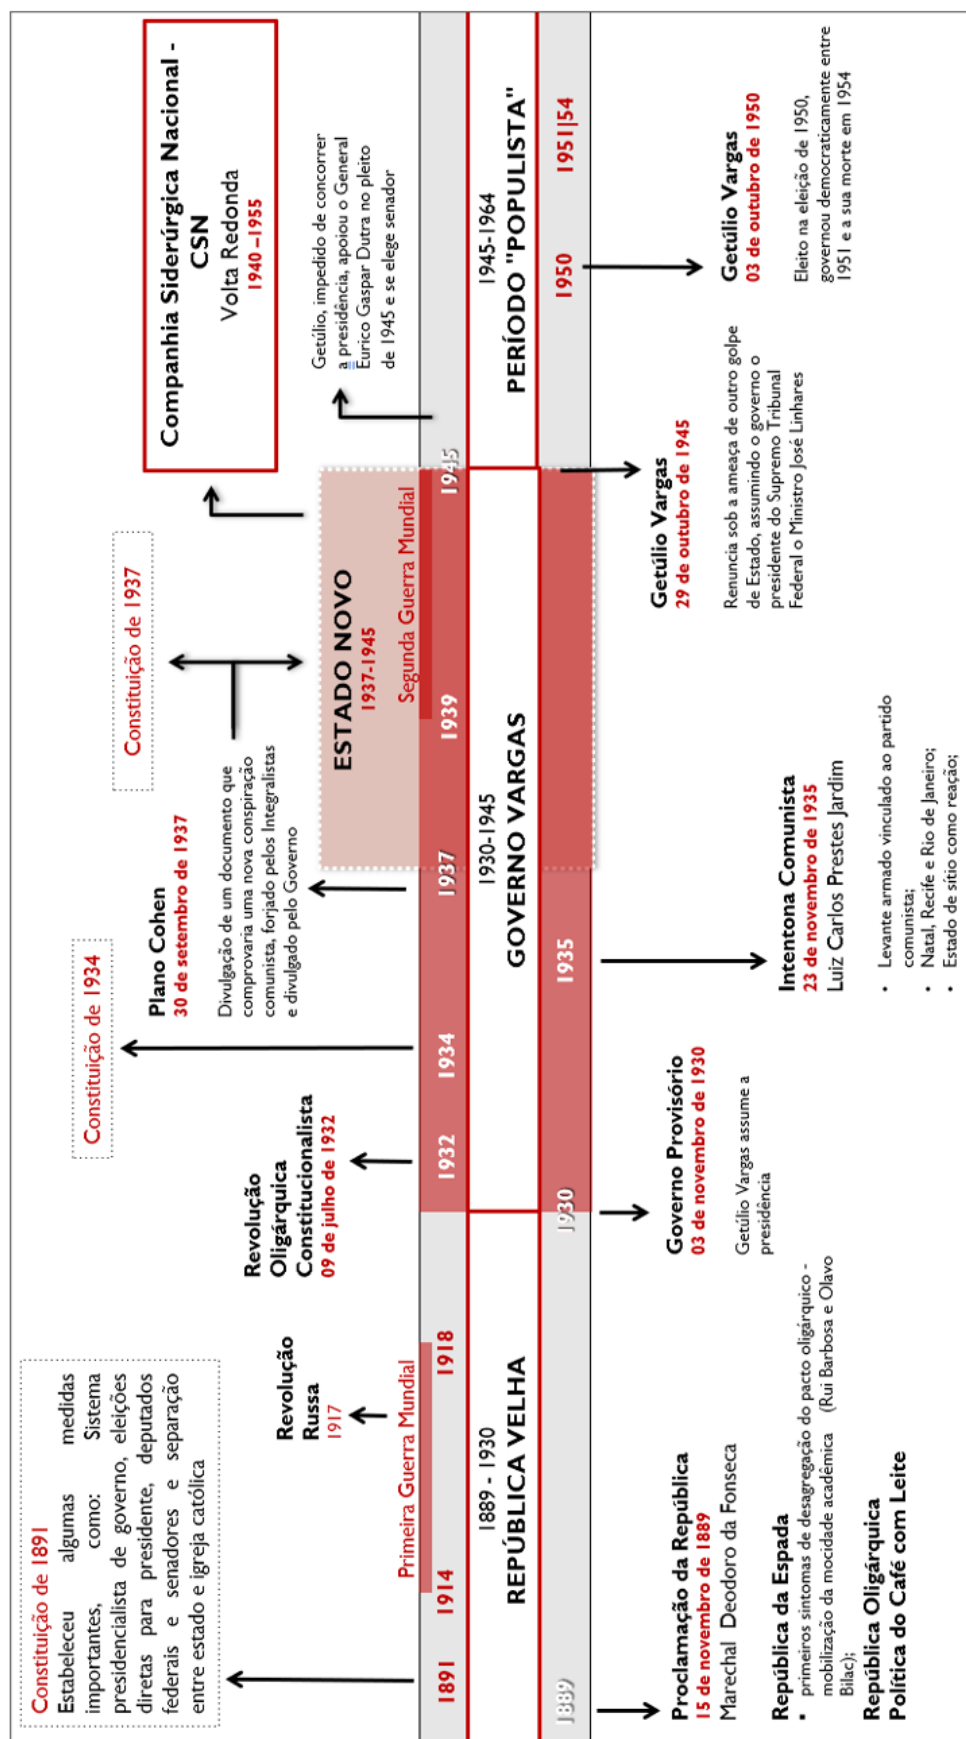 Constituição de 1891
Estabeleceu algumas medidas
importantes, como: Sistema
presidencialista de governo, eleições
diretas para presidente, deputados
federais e senadores e separação
entre estado e igreja católica
Constituição de 1934
Constituição de 1937
Plano Cohen
30 de setembro de 1937
Divulgação de um documento que
comprovaria uma nova conspiração
comunista, forjado pelos Integralistas
e divulgado pelo Governo
Companhia Siderúrgica Nacional -
CSN
Volta Redonda
1940 –1955
Revolução
Oligárquica
Constitucionalista
09 de julho de 1932
Revolução
Russa
1917
Getúlio, impedido de concorrer
a presidência, apoiou o General
Eurico Gaspar Dutra no pleito
de 1945 e se elege senador
ESTADO NOVO
1937-1945
Primeira Guerra Mundial
Segunda Guerra Mundial
1891
1914
1918
1932
1934
1937
1939
1945
1889 - 1930
REPÚBLICA VELHA
1930-1945
GOVERNO VARGAS
1945-1964
PERÍODO "POPULISTA"
1889
1930
1935
1950
1951|54
Proclamação da República
15 de novembro de 1889
Marechal Deodoro da Fonseca
República da Espada
• primeiros sintomas de desagregação do pacto oligárquico -
mobilização da mocidade acadêmica (Rui Barbosa e Olavo
Bilac);
República Oligárquica
Política do Café com Leite
Governo Provisório
03 de novembro de 1930
Getúlio Vargas assume a
presidência
Intentona Comunista
23 de novembro de 1935
Luiz Carlos Prestes Jardim
• Levante armado vinculado ao partido
comunista;
• Natal, Recife e Rio de Janeiro;
• Estado de sítio como reação;
Getúlio Vargas
29 de outubro de 1945
Renuncia sob a ameaça de outro golpe
de Estado, assumindo o governo o
presidente do Supremo Tribunal
Federal o Ministro José Linhares
Getúlio Vargas
03 de outubro de 1950
Eleito na eleição de 1950,
governou democraticamente entre
1951 e a sua morte em 1954